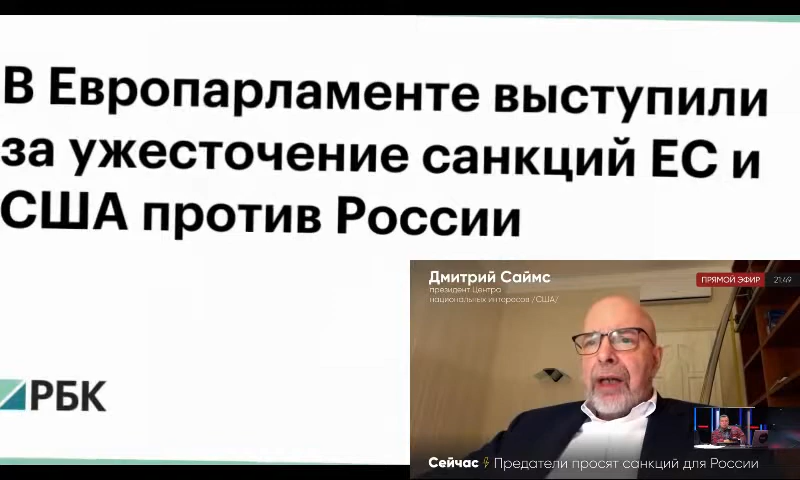 В Европарламенте выступили
за ужесточение санкций ЕС и
США против России
РБК
Дмитрий Саймс
президент Центра
национальных интересов /США/
ПРЯМОЙ ЭФИР
21:49
Сейчас
Предатели просят санкций для России